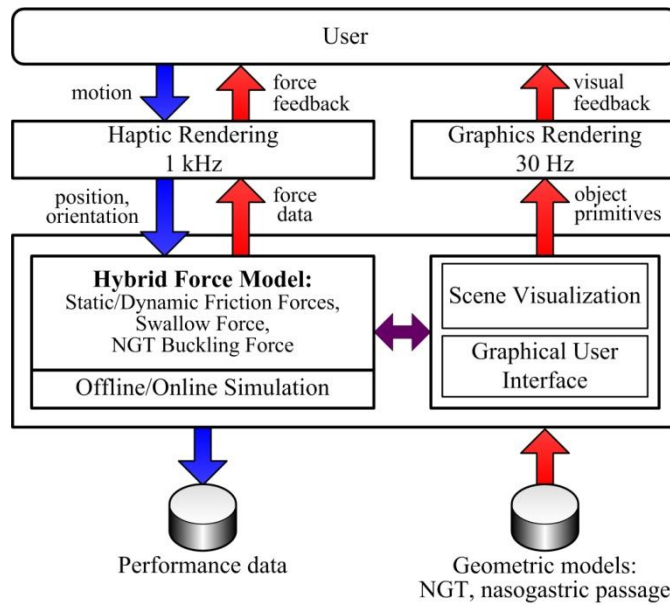 User
motion
force
feedback
visual
feedback
Haptic Rendering
1 kHz
Graphics Rendering
30 Hz
position,
orientation
force
data
object
primitives
Hybrid Force Model:
Static/Dynamic Friction Forces,
Swallow Force,
NGT Buckling Force
Offline/Online Simulation
Scene Visualization
Graphical User
Interface
Performance data
Geometric models:
NGT, nasogastric passage